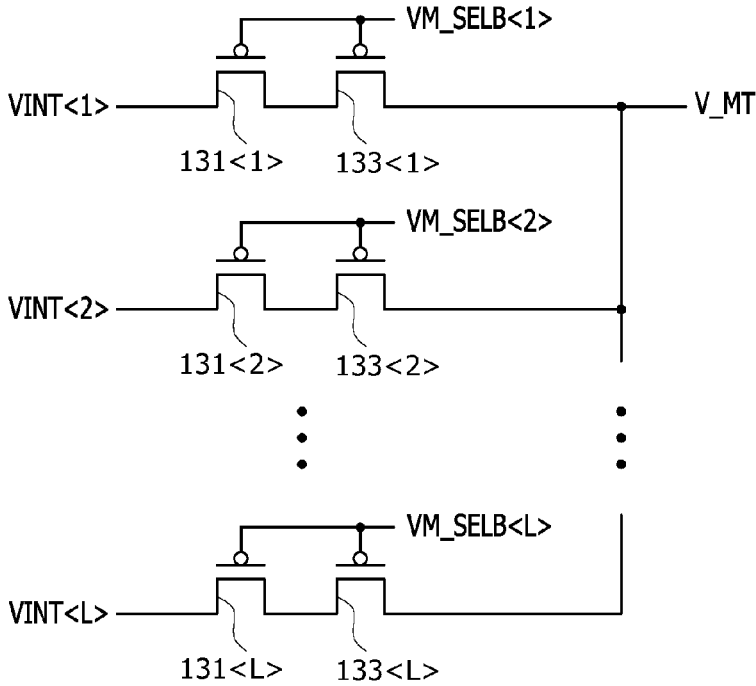 VM_SELB<1>
VINT<1>
V_MT
131<1>
133<1>
VM_SELB<2>
VINT<2>
131<2>
133<2>
VM_SELB<L>
VINT<L>
131<L>
133<L>